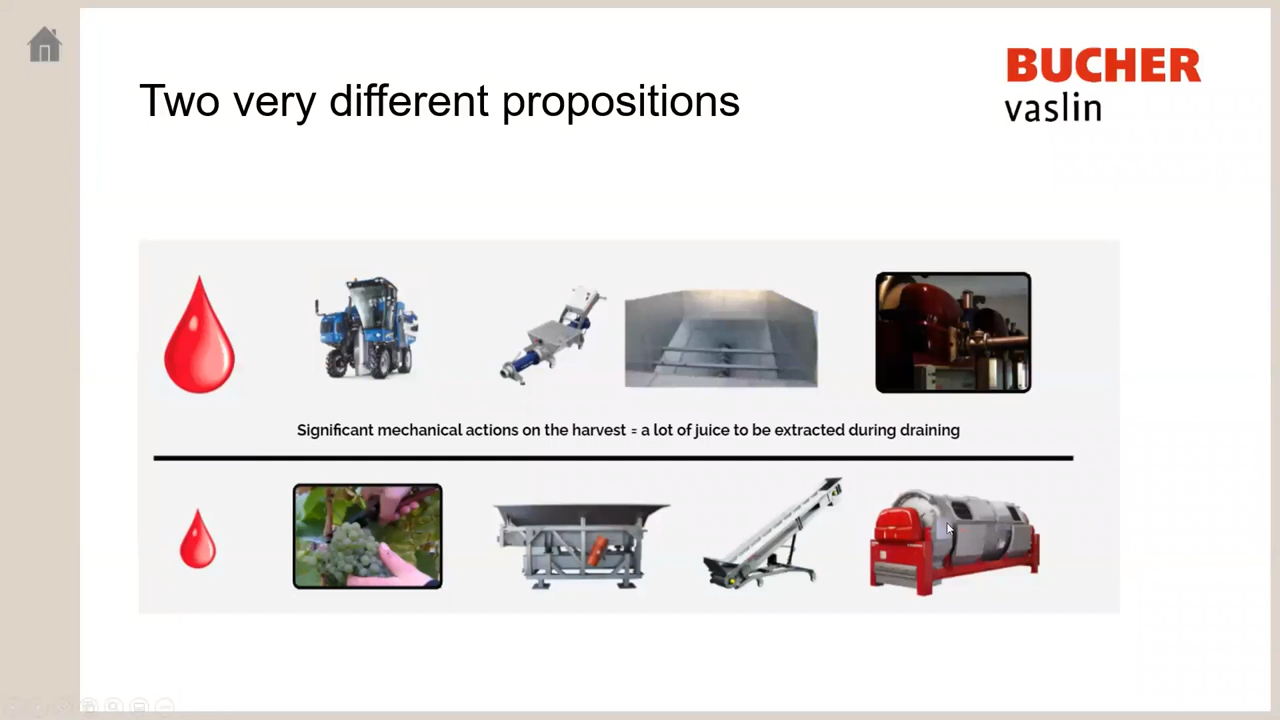 Two very different propositions
BUCHER
vaslin
Significant mechanical actions on the harvest = a lot of juice to be extracted during draining